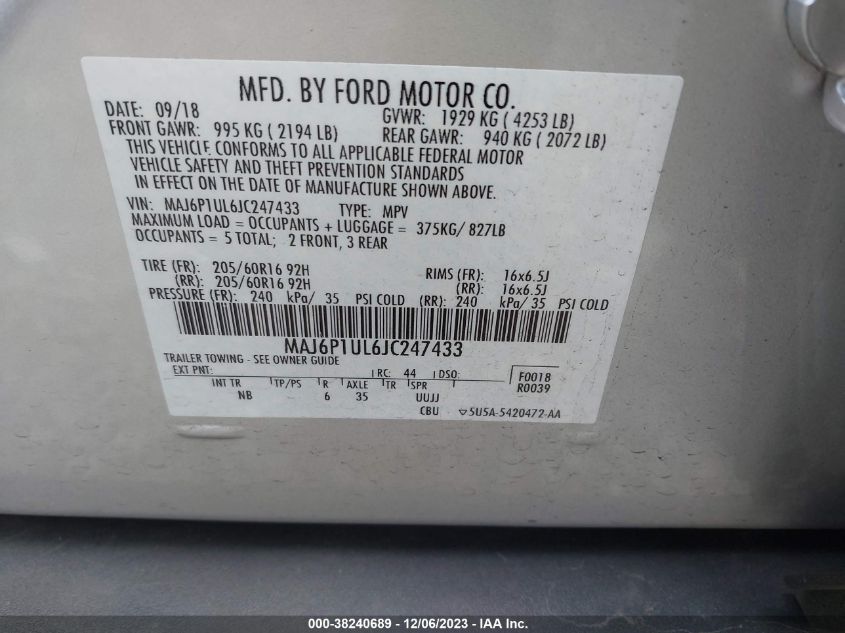 MFD. BY FORD MOTOR CO.
DATE: 09/18 GVWR: 1929 KG ( 4253 LB)
FRONT GAWR: 995 KG ( 2194 LB) REAR GAWR: 940 KG ( 2072 LB)
THIS VEHICLE CONFORMS TO ALL APPLICABLE FEDERAL MOTOR
VEHICLE SAFETY AND THEFT PREVENTION STANDARDS
IN EFFECT ON THE DATE OF MANUFACTURE SHOWN ABOVE.
VIN: MAJ6P1UL6JC247433 TYPE: MPV
MAXIMUM LOAD = OCCUPANTS + LUGGAGE = 375KG/ 827LB
OCCUPANTS = 5 TOTAL; 2 FRONT, 3 REAR
TIRE (FR): 205/60R16 92H RIMS (FR): 16x6.5J
(RR): 205/60R16 92H (RR): 16x6.5J
PRESSURE (FR): 240 kPa/ 35 PSI COLD (RR): 240 kPa/ 35 PSI COLD
MAJ6P1UL6JC247433
TRAILER TOWING - SEE OWNER GUIDE
EXT PNT: RC: 44 DSO: F0018
R0039
INT TR TP/PS R AXLE TR SPR
NB 6 35 UUJJ
CBU ▽5U5A-5420472-AA
000-38240689 - 12/06/2023 - © IAA, Inc.